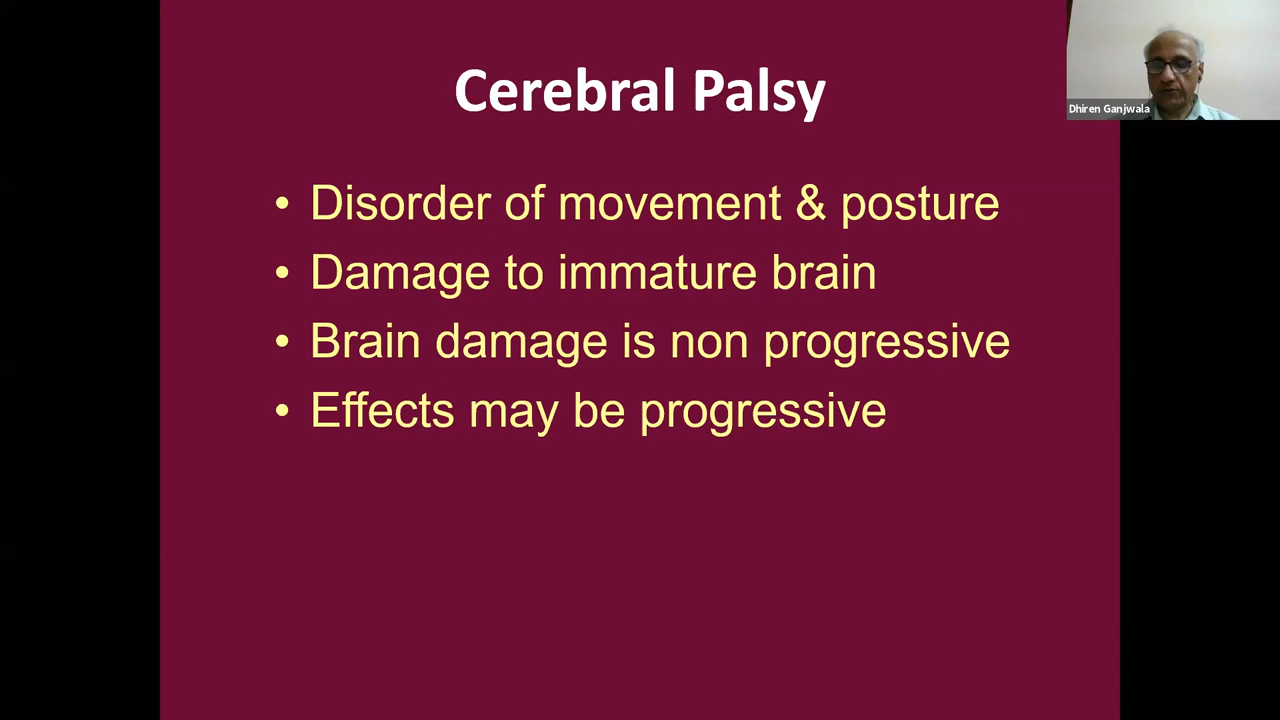 Cerebral Palsy
Dhiren Ganjwala
• Disorder of movement & posture
• Damage to immature brain
• Brain damage is non progressive
• Effects may be progressive